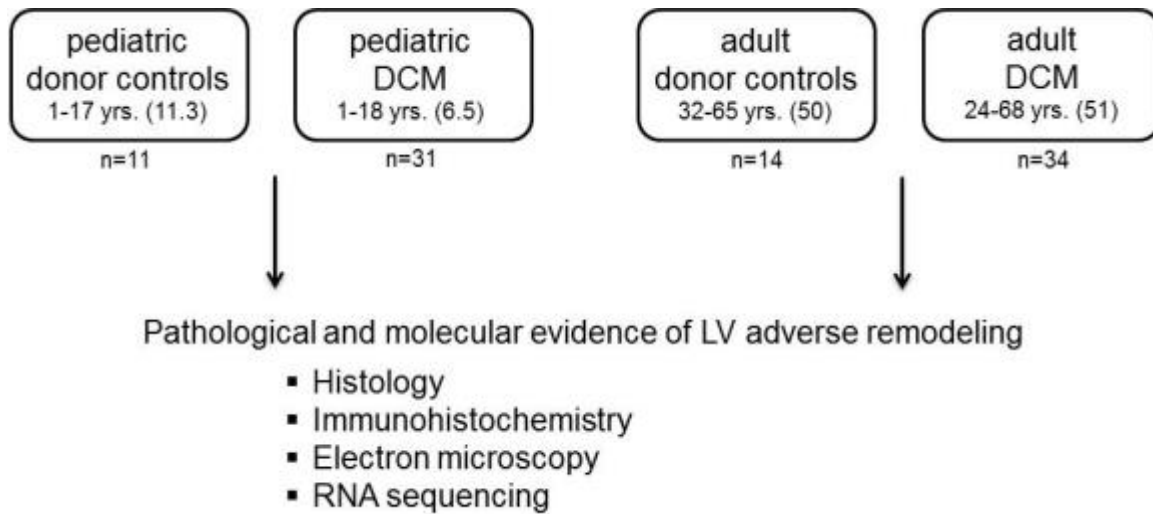 pediatric
donor controls
1-17 yrs. (11.3)
n=11
pediatric
DCM
1-18 yrs. (6.5)
n=31
adult
donor controls
32-65 yrs. (50)
n=14
adult
DCM
24-68 yrs. (51)
n=34
Pathological and molecular evidence of LV adverse remodeling
▪ Histology
▪ Immunohistochemistry
▪ Electron microscopy
▪ RNA sequencing